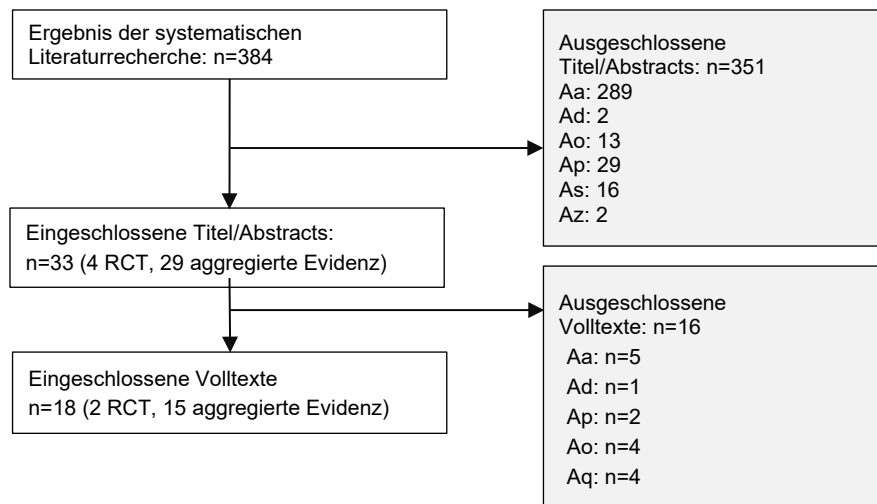 Ergebnis der systematischen
Literaturrecherche: n=384
Ausgeschlossene
Titel/Abstracts: n=351
Aa: 289
Ad: 2
Ao: 13
Ap: 29
As: 16
Az: 2
Eingeschlossene Titel/Abstracts:
n=33 (4 RCT, 29 aggregierte Evidenz)
Ausgeschlossene
Volltexte: n=16
Aa: n=5
Ad: n=1
Ap: n=2
Ao: n=4
Aq: n=4
Eingeschlossene Volltexte
n=18 (2 RCT, 15 aggregierte Evidenz)